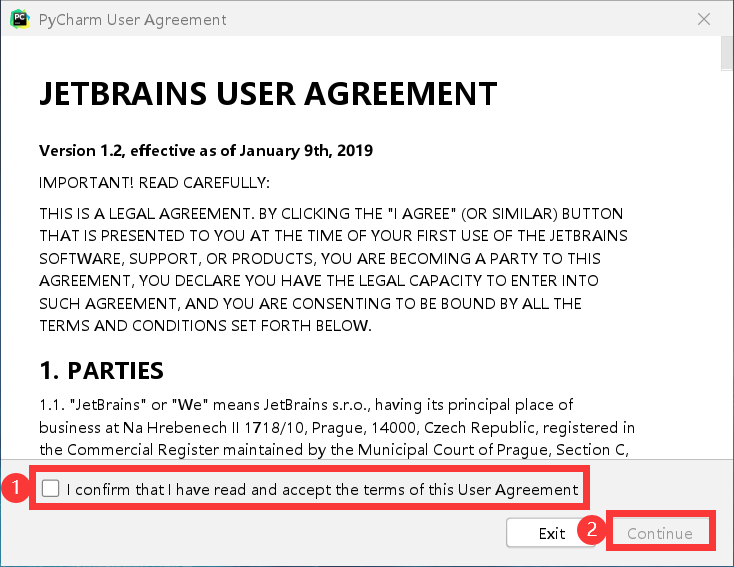 PyCharm User Agreement
JETBRAINS USER AGREEMENT
Version 1.2, effective as of January 9th, 2019
IMPORTANT! READ CAREFULLY:
THIS IS A LEGAL AGREEMENT. BY CLICKING THE "I AGREE" (OR SIMILAR) BUTTON
THAT IS PRESENTED TO YOU AT THE TIME OF YOUR FIRST USE OF THE JETBRAINS
SOFTWARE, SUPPORT, OR PRODUCTS, YOU ARE BECOMING A PARTY TO THIS
AGREEMENT, YOU DECLARE YOU HAVE THE LEGAL CAPACITY TO ENTER INTO
SUCH AGREEMENT, AND YOU ARE CONSENTING TO BE BOUND BY ALL THE
TERMS AND CONDITIONS SET FORTH BELOW.
1. PARTIES
1.1. "JetBrains" or "We" means JetBrains s.r.o., having its principal place of
business at Na Hrebenech II 1718/10, Prague, 14000, Czech Republic, registered in
the Commercial Register maintained by the Municipal Court of Prague, Section C,
1 I confirm that I have read and accept the terms of this User Agreement
Exit 2 Continue